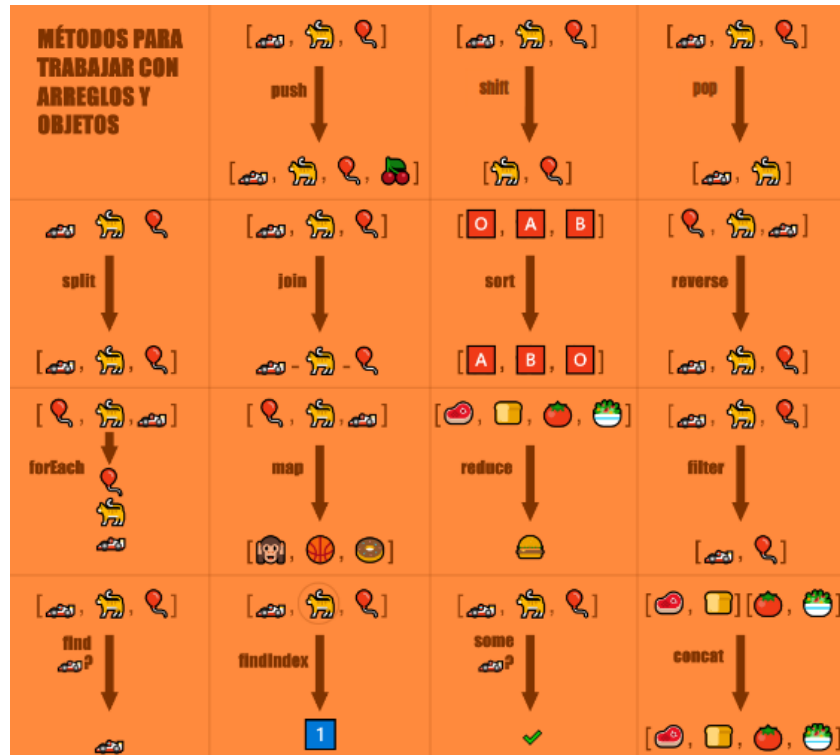 MÉTODOS PARA
TRABAJAR CON
ARREGLOS Y
OBJETOS
push
shift
pop
split
join
sort
reverse
O A B
A B O
forEach
map
reduce
filter
find
?
findIndex
some
?
concat
1